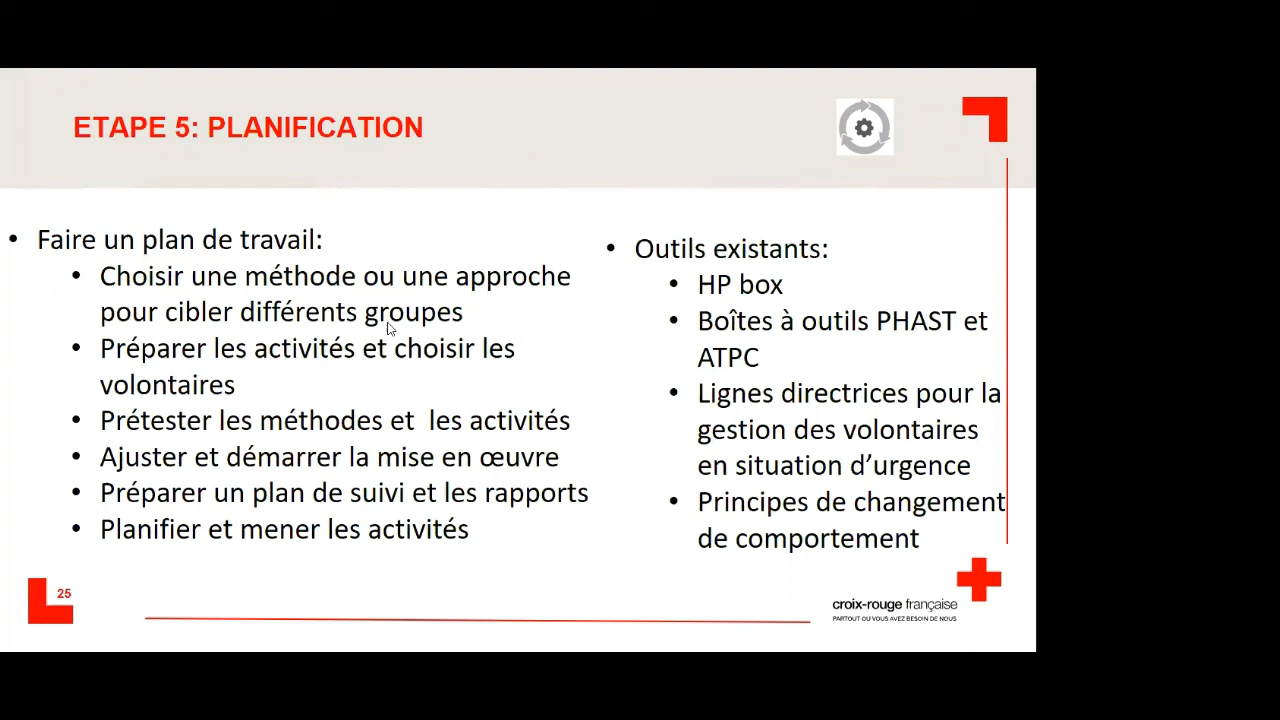 ETAPE 5: PLANIFICATION
• Faire un plan de travail:
• Choisir une méthode ou une approche
pour cibler différents groupes
• Préparer les activités et choisir les
volontaires
• Prétester les méthodes et  les activités
• Ajuster et démarrer la mise en œuvre
• Préparer un plan de suivi et les rapports
• Planifier et mener les activités
• Outils existants:
• HP box
• Boîtes à outils PHAST et
ATPC
• Lignes directrices pour la
gestion des volontaires
en situation d’urgence
• Principes de changement
de comportement
25
croix-rouge française
PARTOUT OÙ VOUS AVEZ BESOIN DE NOUS